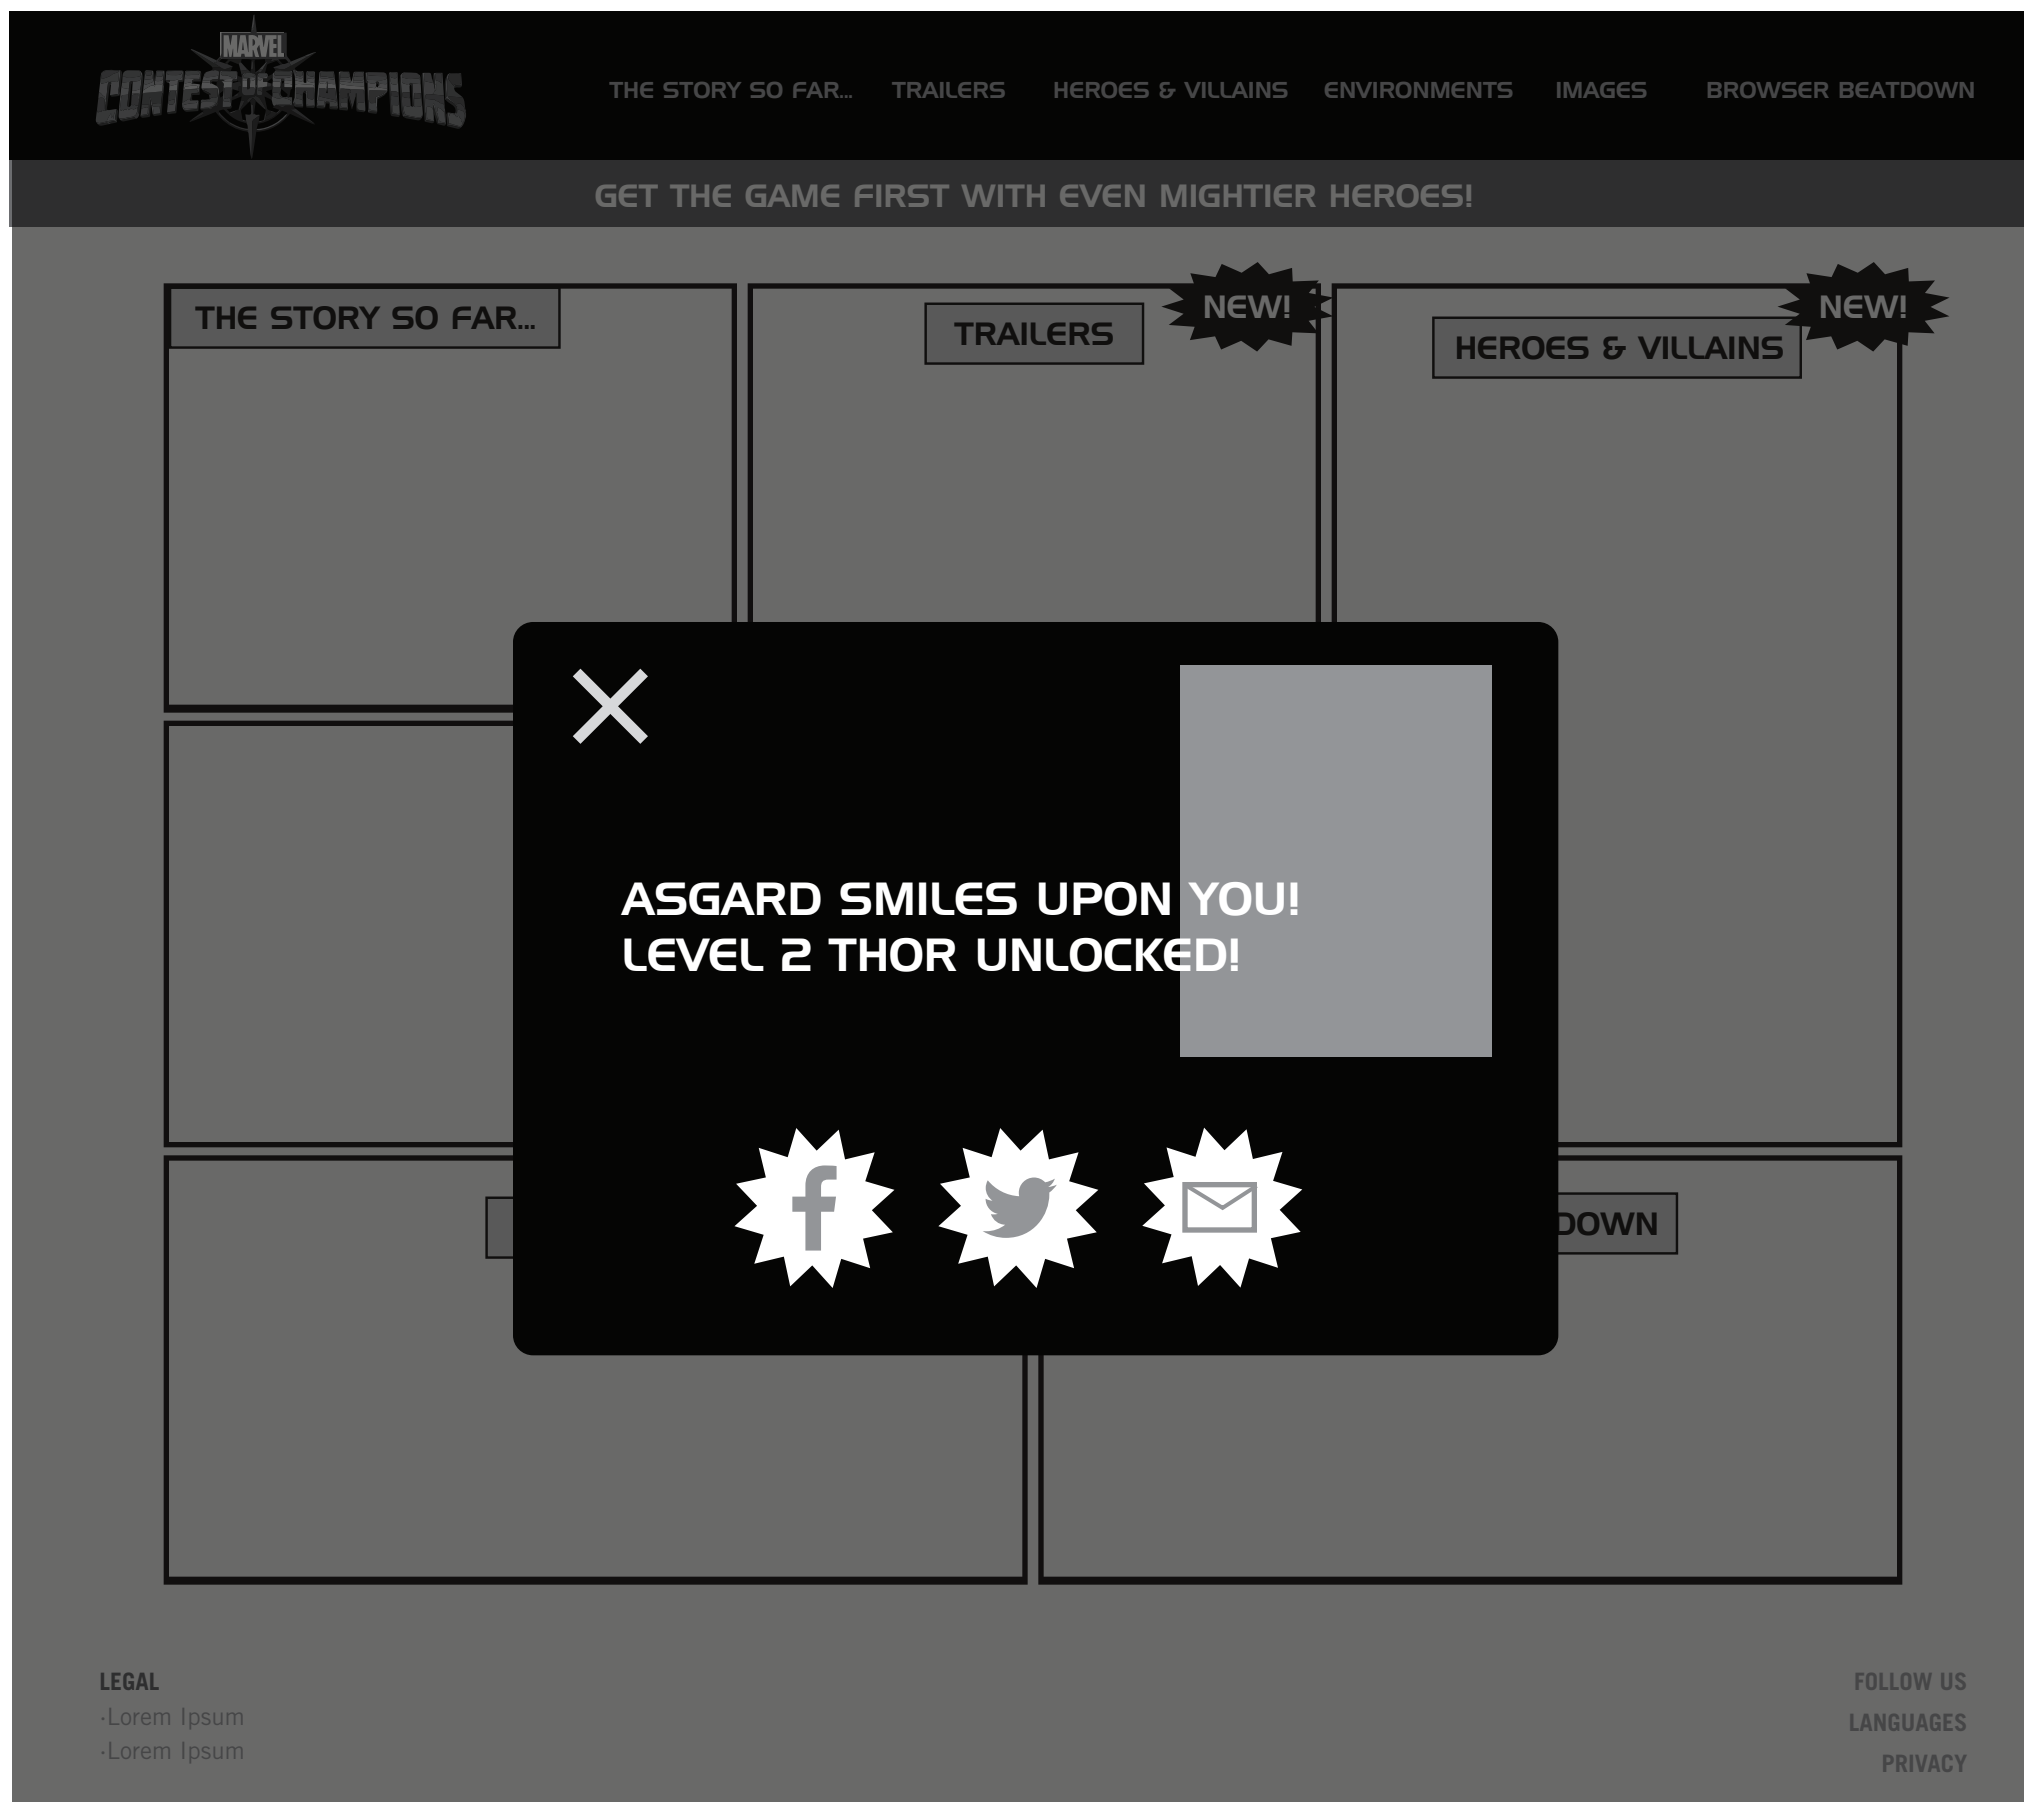 MARVEL
CONTEST OF CHAMPIONS
THE STORY SO FAR... TRAILERS HEROES & VILLAINS ENVIRONMENTS IMAGES BROWSER BEATDOWN
GET THE GAME FIRST WITH EVEN MIGHTIER HEROES!
THE STORY SO FAR...
TRAILERS
NEW!
HEROES & VILLAINS
NEW!
ASGARD SMILES UPON YOU!
LEVEL 2 THOR UNLOCKED!
DOWN
LEGAL
·Lorem Ipsum
·Lorem Ipsum
FOLLOW US
LANGUAGES
PRIVACY